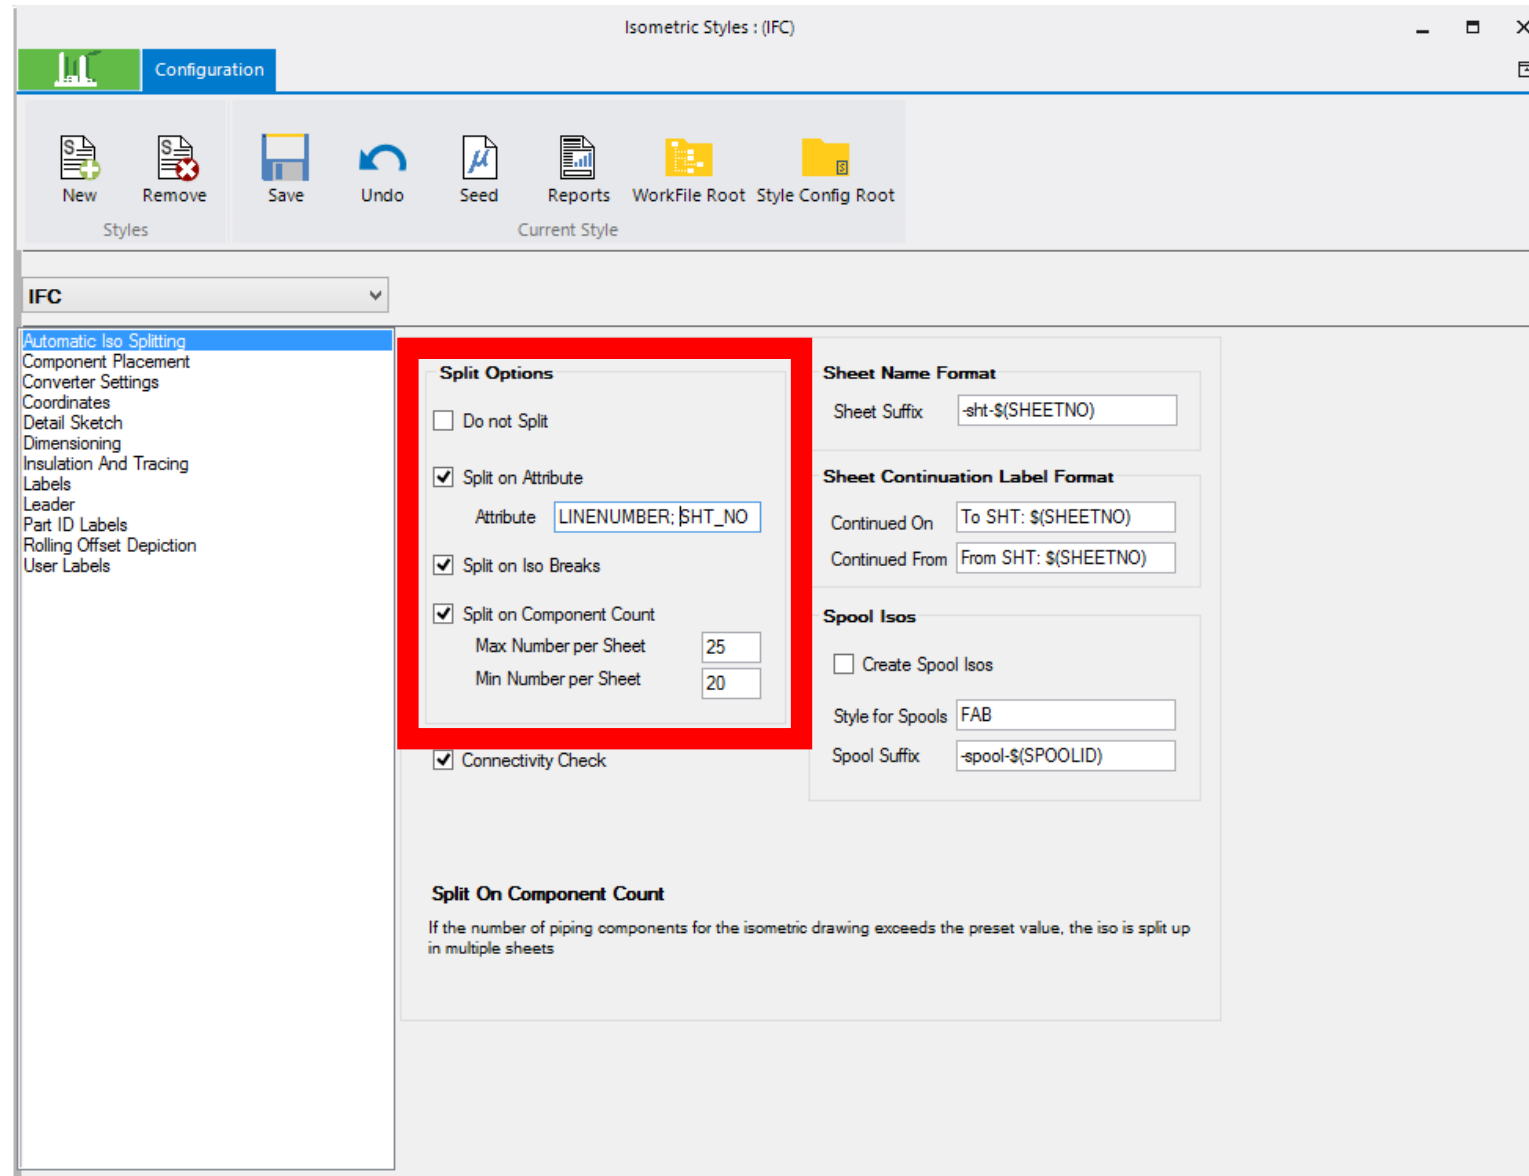 Isometric Styles : (IFC)
Configuration
New
Remove
Save
Undo
Seed
Reports
WorkFile Root
Style Config Root
Styles
Current Style
IFC
Automatic Iso Splitting
Component Placement
Converter Settings
Coordinates
Detail Sketch
Dimensioning
Insulation And Tracing
Labels
Leader
Part ID Labels
Rolling Offset Depiction
User Labels
Split Options
Do not Split
Split on Attribute
Attribute LINENUMBER; SHT_NO
Split on Iso Breaks
Split on Component Count
Max Number per Sheet 25
Min Number per Sheet 20
Connectivity Check
Sheet Name Format
Sheet Suffix -sht-$(SHEETNO)
Sheet Continuation Label Format
Continued On To SHT: $(SHEETNO)
Continued From From SHT: $(SHEETNO)
Spool Isos
Create Spool Isos
Style for Spools FAB
Spool Suffix -spool-$(SPOOLID)
Split On Component Count
If the number of piping components for the isometric drawing exceeds the preset value, the iso is split up
in multiple sheets